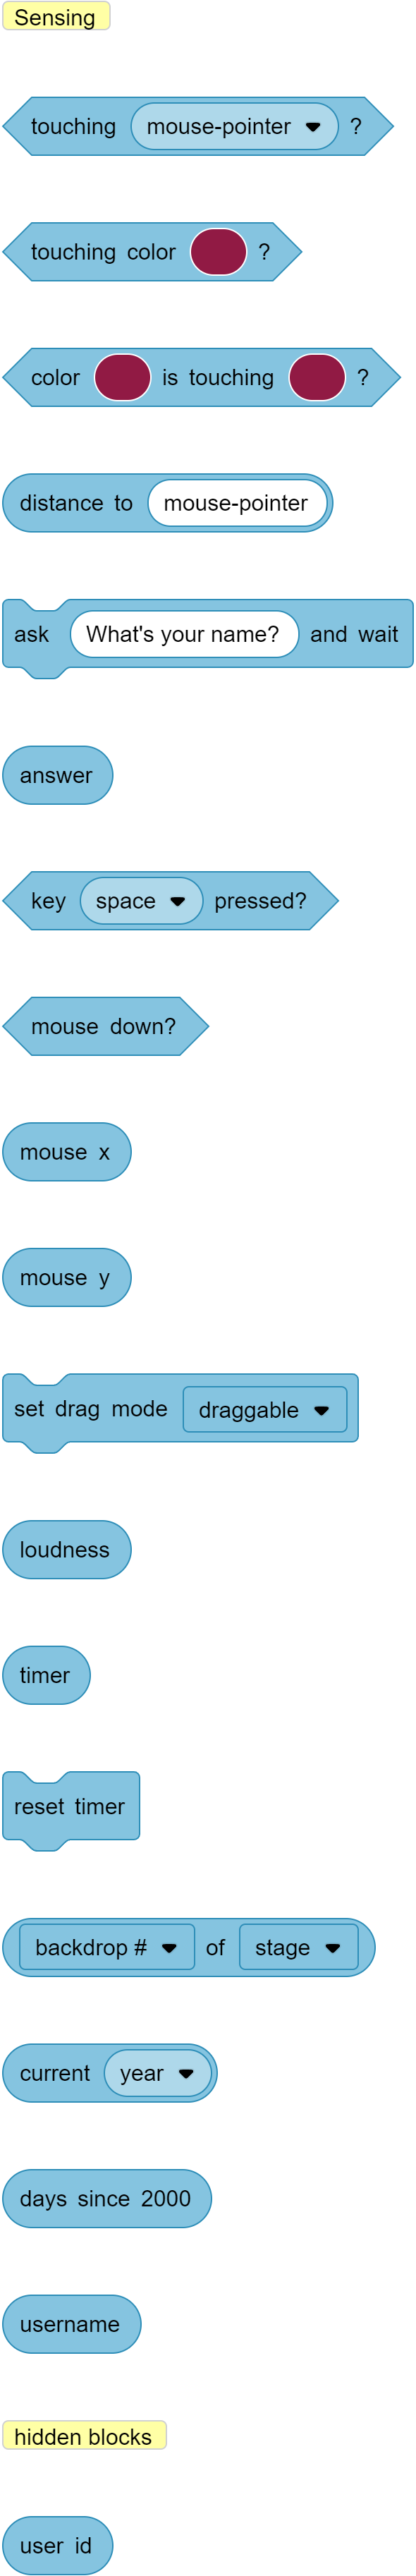 Sensing
touching mouse-pointer ?
touching color ?
color is touching ?
distance to mouse-pointer
ask What's your name? and wait
answer
key space pressed?
mouse down?
mouse x
mouse y
set drag mode draggable
loudness
timer
reset timer
backdrop # of stage
current year
days since 2000
username
hidden blocks
user id